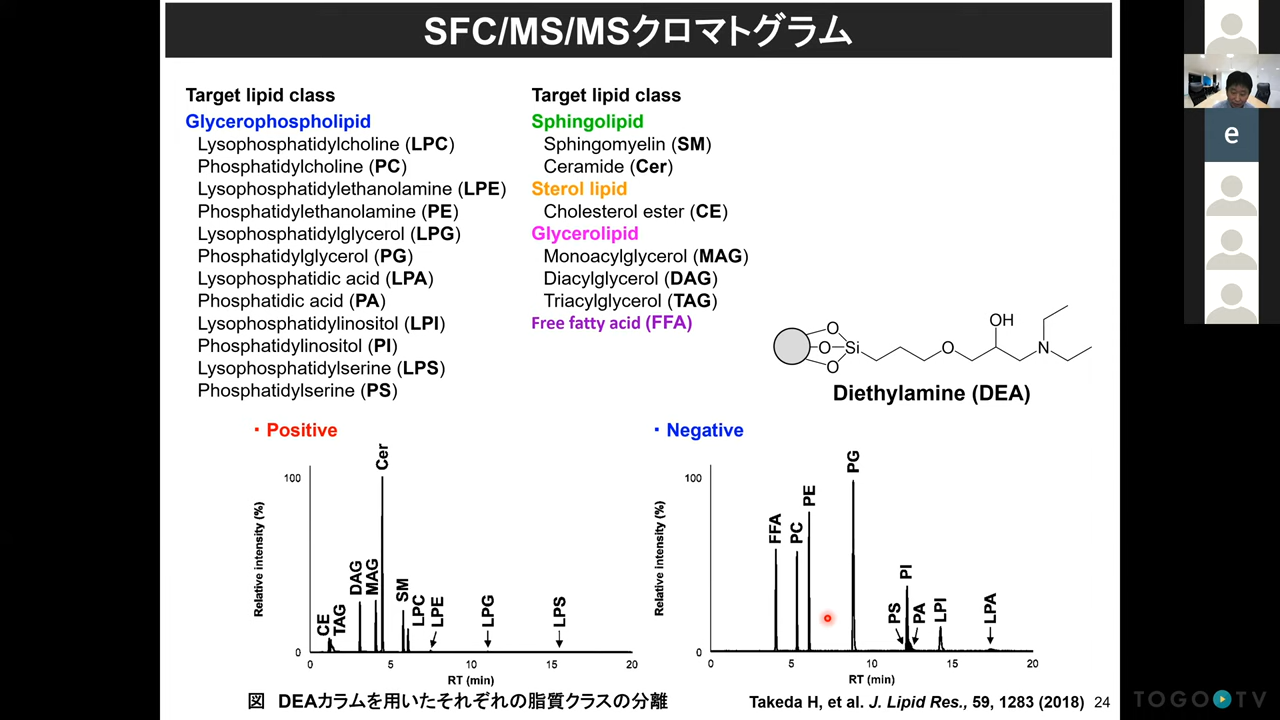 SFC/MS/MSクロマトグラム
Target lipid class
Glycerophospholipid
Lysophosphatidylcholine (LPC)
Phosphatidylcholine (PC)
Lysophosphatidylethanolamine (LPE)
Phosphatidylethanolamine (PE)
Lysophosphatidylglycerol (LPG)
Phosphatidylglycerol (PG)
Lysophosphatidic acid (LPA)
Phosphatidic acid (PA)
Lysophosphatidylinositol (LPI)
Phosphatidylinositol (PI)
Lysophosphatidylserine (LPS)
Phosphatidylserine (PS)
Target lipid class
Sphingolipid
Sphingomyelin (SM)
Ceramide (Cer)
Sterol lipid
Cholesterol ester (CE)
Glycerolipid
Monoacylglycerol (MAG)
Diacylglycerol (DAG)
Triacylglycerol (TAG)
Free fatty acid (FFA)
O
O
O
Si
O
OH
N
Diethylamine (DEA)
・Positive
Relative intensity (%)
100
0
CE
TAG
DAG
MAG
Cer
SM
LPC
LPE
LPG
LPS
0 5 10 15 20
RT (min)
・Negative
Relative intensity (%)
100
0
FFA
PC
PE
PG
PS
PI
PA
LPI
LPA
0 5 10 15 20
RT (min)
図 DEAカラムを用いたそれぞれの脂質クラスの分離
Takeda H, et al. J. Lipid Res., 59, 1283 (2018)
24
e
TOGO TV